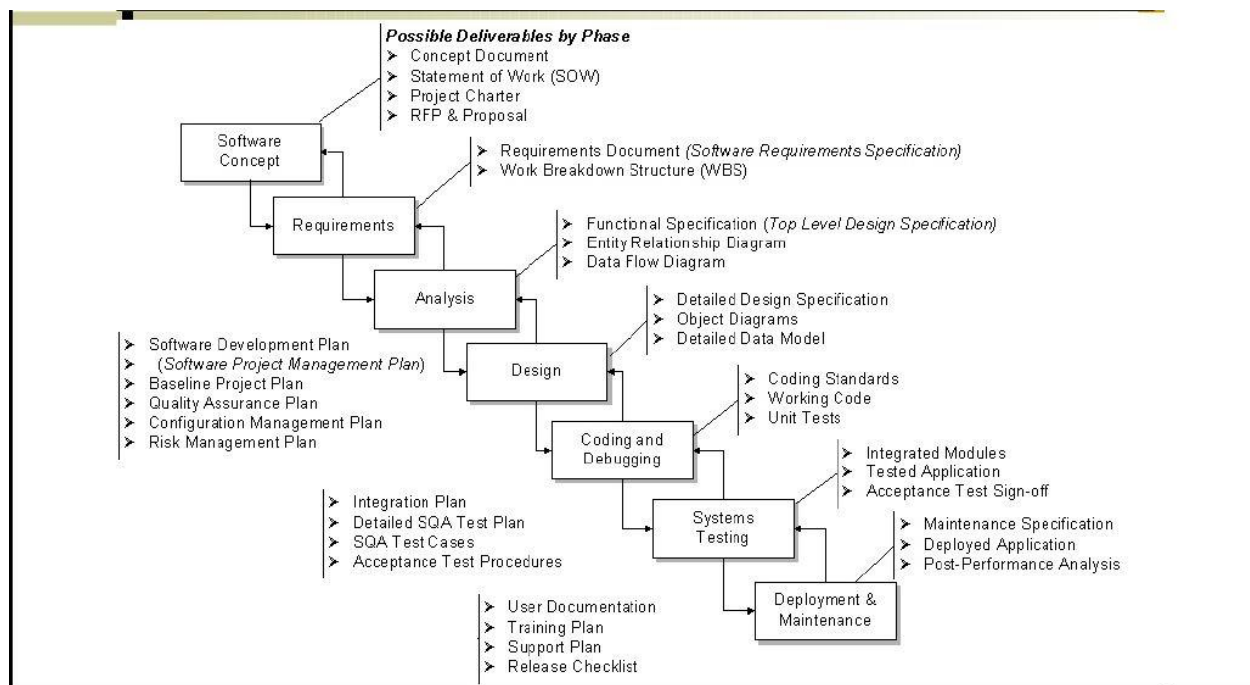 Possible Deliverables by Phase
➤ Concept Document
➤ Statement of Work (SOW)
➤ Project Charter
➤ RFP & Proposal
Software
Concept
➤ Requirements Document (Software Requirements Specification)
➤ Work Breakdown Structure (WBS)
Requirements
➤ Functional Specification (Top Level Design Specification)
➤ Entity Relationship Diagram
➤ Data Flow Diagram
Analysis
➤ Detailed Design Specification
➤ Object Diagrams
➤ Detailed Data Model
➤ Software Development Plan
➤ (Software Project Management Plan)
➤ Baseline Project Plan
➤ Quality Assurance Plan
➤ Configuration Management Plan
➤ Risk Management Plan
Design
➤ Coding Standards
➤ Working Code
➤ Unit Tests
Coding and
Debugging
➤ Integrated Modules
➤ Tested Application
➤ Acceptance Test Sign-off
➤ Integration Plan
➤ Detailed SQA Test Plan
➤ SQA Test Cases
➤ Acceptance Test Procedures
Systems
Testing
➤ Maintenance Specification
➤ Deployed Application
➤ Post-Performance Analysis
Deployment &
Maintenance
➤ User Documentation
➤ Training Plan
➤ Support Plan
➤ Release Checklist